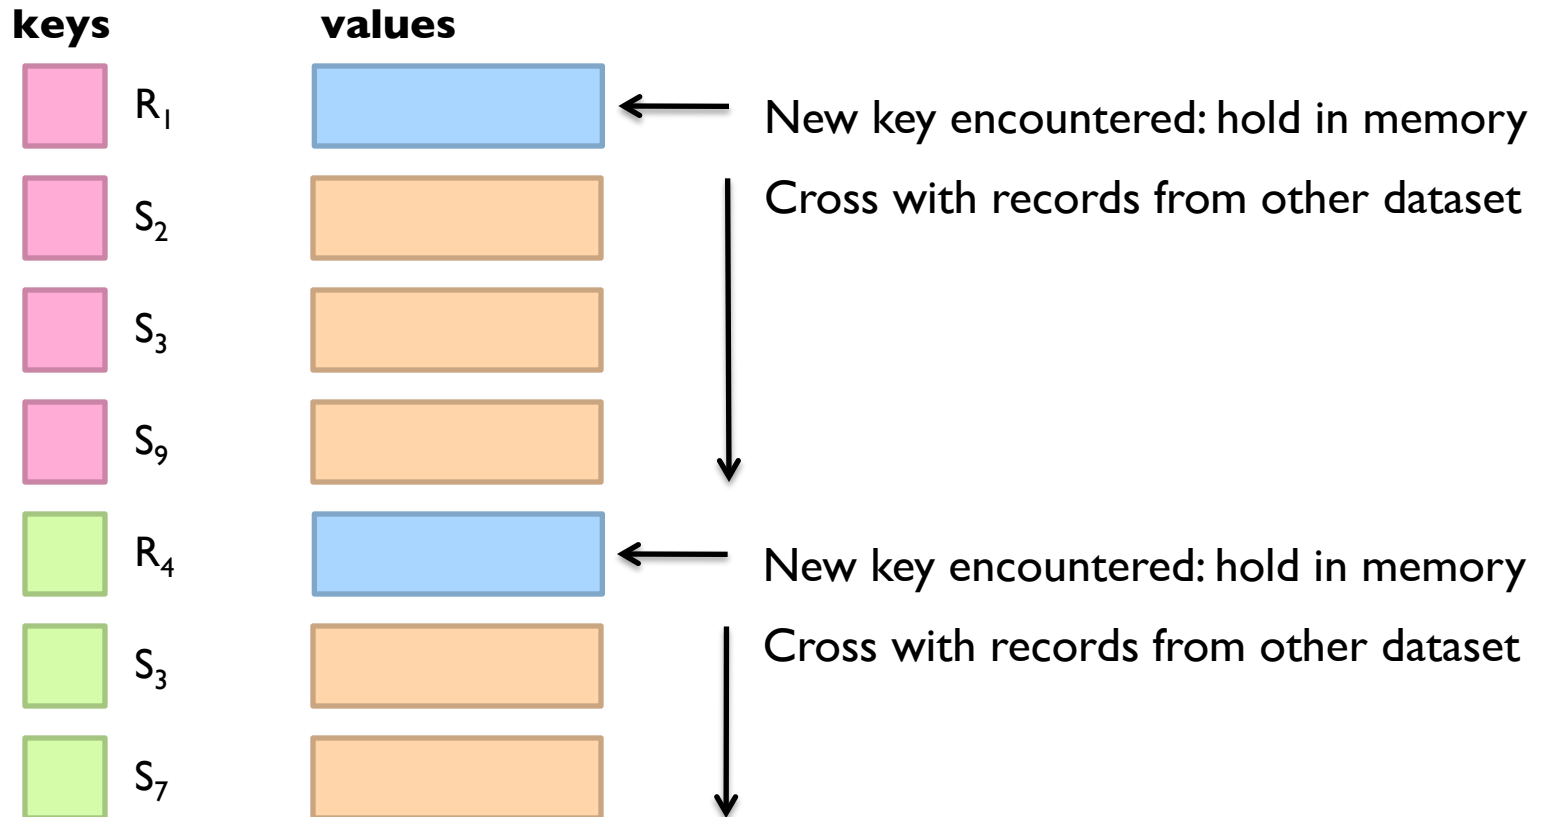 keys values
R₁
New key encountered: hold in memory
S₂
Cross with records from other dataset
S₃
S₉
R₄
New key encountered: hold in memory
S₃
Cross with records from other dataset
S₇